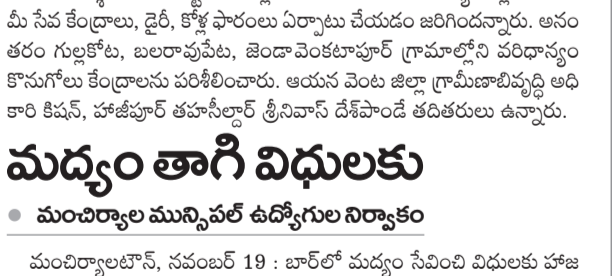 మీ సేవ కేంద్రాలు, డైరీ, కోళ్ల ఫారంలు ఏర్పాటు చేయడం జరిగిందన్నారు. అనం
తరం గుల్లకోట, బలరావుపేట, జెండావెంకటాపూర్ గ్రామాల్లోని వరిధాన్యం
కొనుగోలు కేంద్రాలను పరిశీలించారు. ఆయన వెంట జిల్లా గ్రామీణాబివృద్ధి అధి
కారి కిషన్, హాజీపూర్ తహసీల్దార్ శ్రీనివాస్ దేశ్‌పాండే తదితరులు ఉన్నారు.
మద్యం తాగి విధులకు
● మంచిర్యాల మున్సిపల్ ఉద్యోగుల నిర్వాకం
మంచిర్యాలటౌన్, నవంబర్ 19 : బార్‌లో మద్యం సేవించి విధులకు హాజ